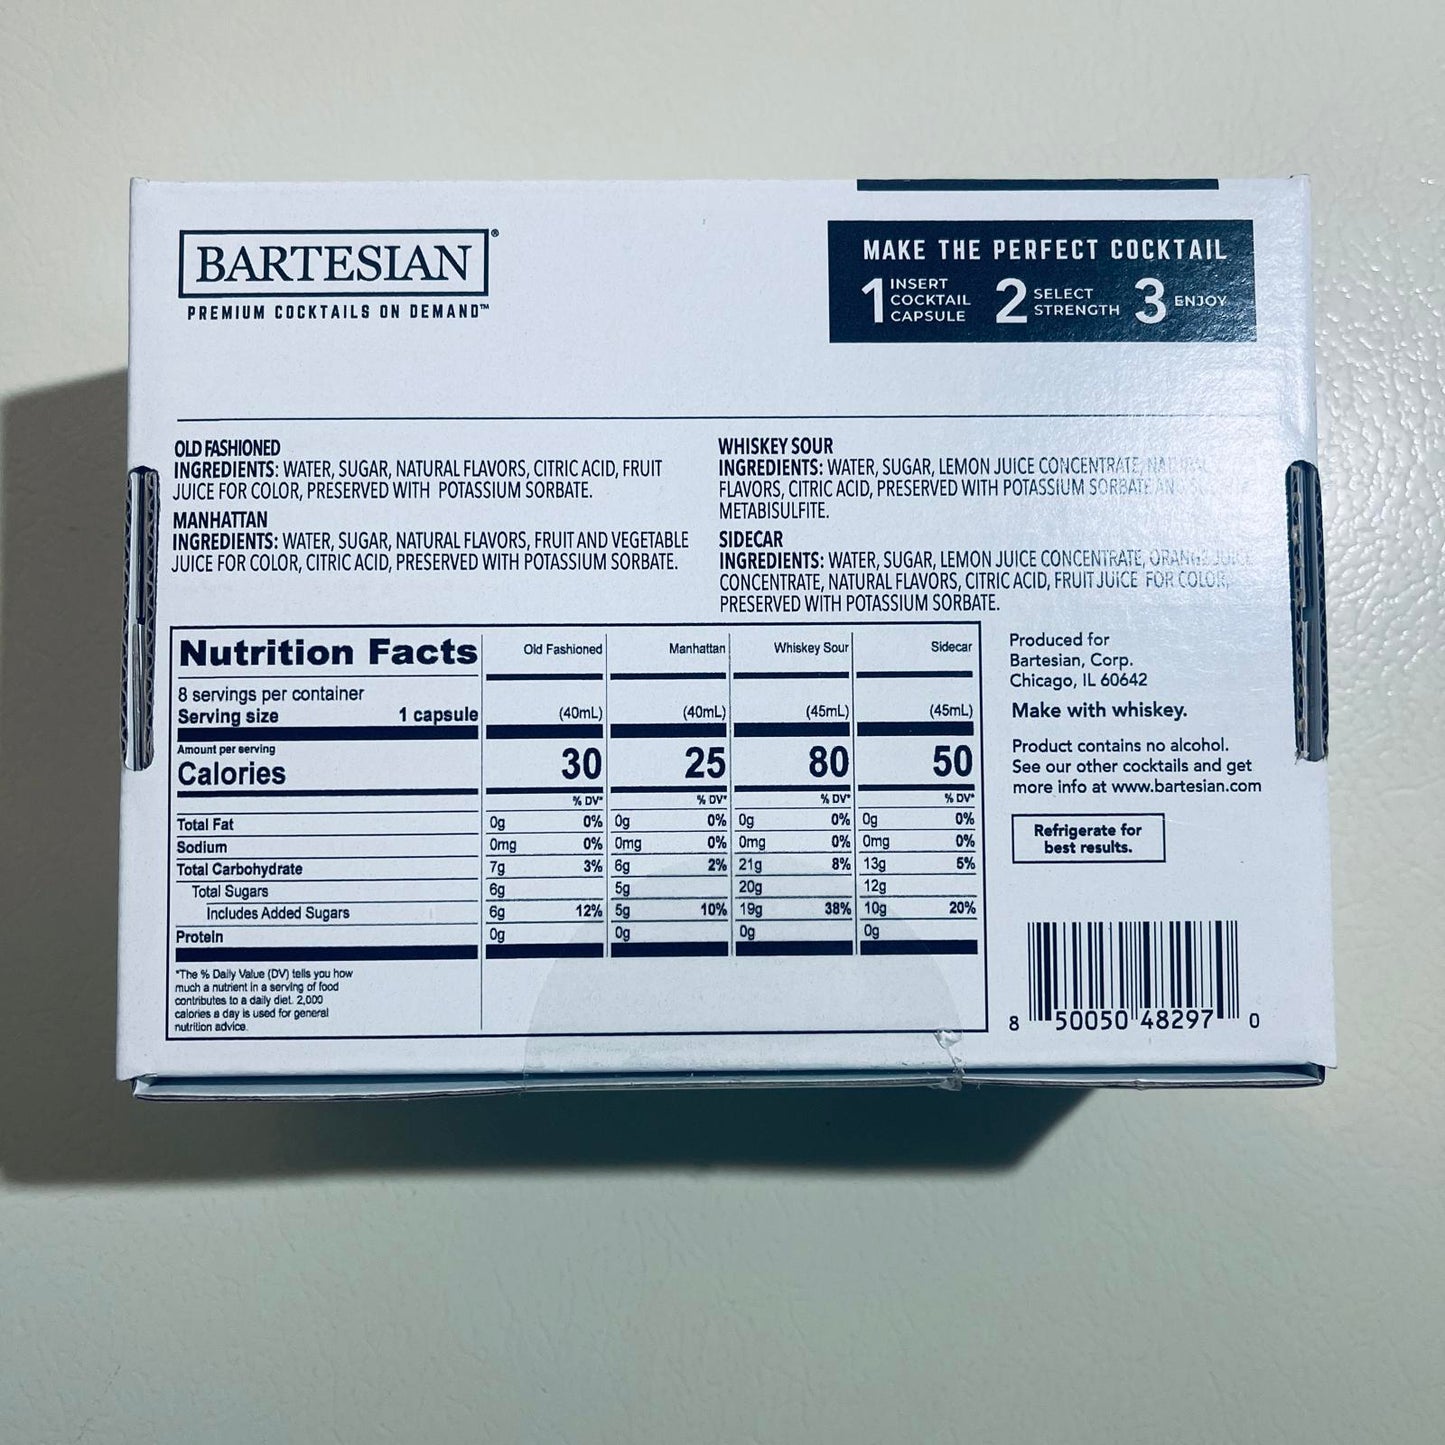 BARTESIAN®
PREMIUM COCKTAILS ON DEMAND™
MAKE THE PERFECT COCKTAIL
1 INSERT COCKTAIL CAPSULE 2 SELECT STRENGTH 3 ENJOY
OLD FASHIONED
INGREDIENTS: WATER, SUGAR, NATURAL FLAVORS, CITRIC ACID, FRUIT
JUICE FOR COLOR, PRESERVED WITH POTASSIUM SORBATE.
MANHATTAN
INGREDIENTS: WATER, SUGAR, NATURAL FLAVORS, FRUIT AND VEGETABLE
JUICE FOR COLOR, CITRIC ACID, PRESERVED WITH POTASSIUM SORBATE.
WHISKEY SOUR
INGREDIENTS: WATER, SUGAR, LEMON JUICE CONCENTRATE, NATURAL
FLAVORS, CITRIC ACID, PRESERVED WITH POTASSIUM SORBATE AND
METABISULFITE.
SIDECAR
INGREDIENTS: WATER, SUGAR, LEMON JUICE CONCENTRATE, ORANGE JUICE
CONCENTRATE, NATURAL FLAVORS, CITRIC ACID, FRUIT JUICE FOR COLOR,
PRESERVED WITH POTASSIUM SORBATE.
Nutrition Facts Old Fashioned Manhattan Whiskey Sour Sidecar
8 servings per container
Serving size 1 capsule (40mL) (40mL) (45mL) (45mL)
Amount per serving
Calories 30 25 80 50
% DV* % DV* % DV* % DV*
Total Fat 0g 0% 0g 0% 0g 0% 0g 0%
Sodium 0mg 0% 0mg 0% 0mg 0% 0mg 0%
Total Carbohydrate 7g 3% 6g 2% 21g 8% 13g 5%
Total Sugars 6g 5g 20g 12g
Includes Added Sugars 6g 12% 5g 10% 19g 38% 10g 20%
Protein 0g 0g 0g 0g
*The % Daily Value (DV) tells you how
much a nutrient in a serving of food
contributes to a daily diet. 2,000
calories a day is used for general
nutrition advice.
Produced for
Bartesian, Corp.
Chicago, IL 60642
Make with whiskey.
Product contains no alcohol.
See our other cocktails and get
more info at www.bartesian.com
Refrigerate for
best results.
8 50050 48297 0